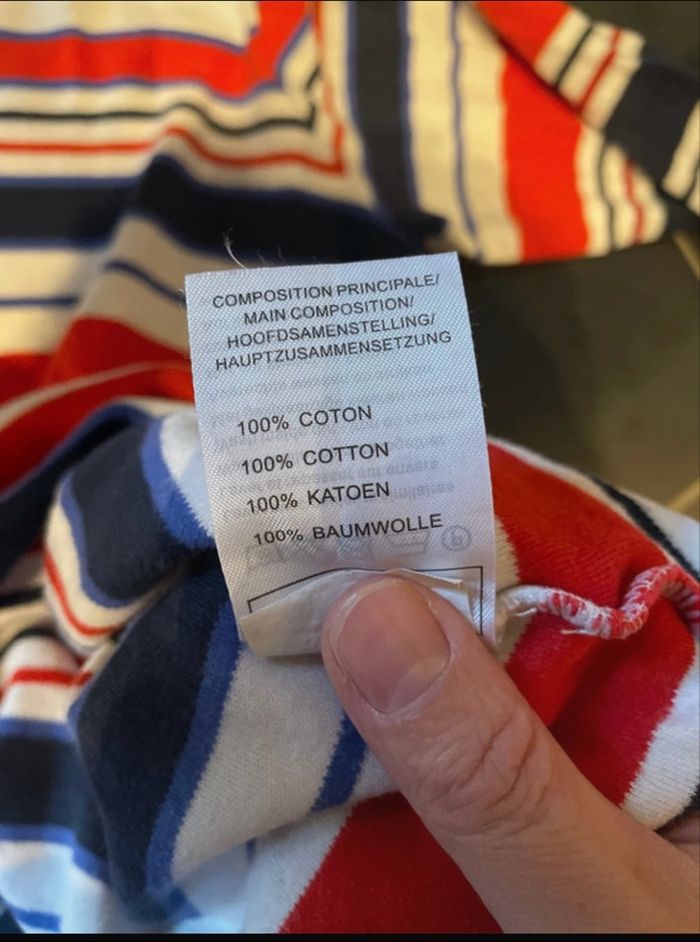 COMPOSITION PRINCIPALE/
MAIN COMPOSITION/
HOOFDSAMENSTELLING/
HAUPTZUSAMMENSETZUNG
100% COTON
100% COTTON
100% KATOEN
100% BAUMWOLLE